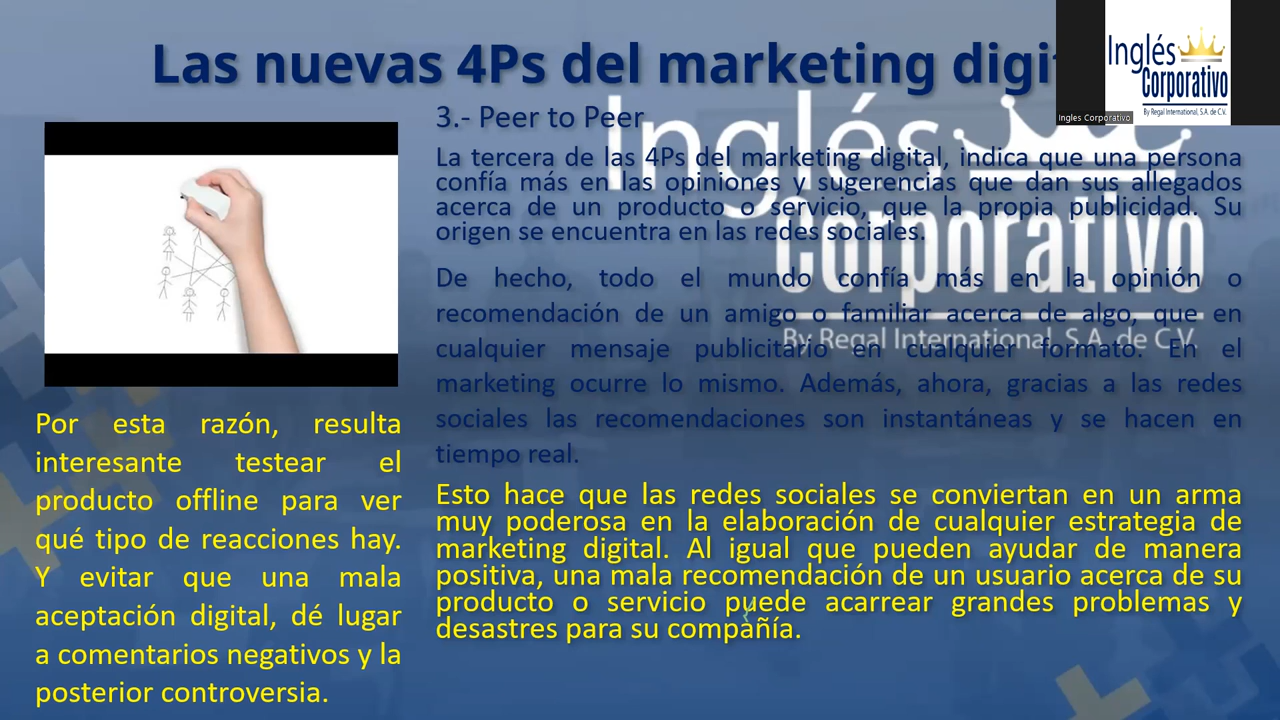 Las nuevas 4Ps del marketing
Inglés
Corporativo
By Regal International, S.A. de C.V.
Ingles Corporativo
3.- Peer to Peer
La tercera de las 4Ps del marketing digital, indica que una persona
confía más en las opiniones y sugerencias que dan sus allegados
acerca de un producto o servicio, que la propia publicidad. Su
origen se encuentra en las redes sociales.
De hecho, todo el mundo confía más en la opinión o
recomendación de un amigo o familiar acerca de algo, que en
cualquier mensaje publicitario en cualquier formato. En el
marketing ocurre lo mismo. Además, ahora, gracias a las redes
sociales las recomendaciones son instantáneas y se hacen en
tiempo real.
Inglés
corporativo
By Regal International, S.A. de C.V.
Por esta razón, resulta
interesante testear el
producto offline para ver
qué tipo de reacciones hay.
Y evitar que una mala
aceptación digital, dé lugar
a comentarios negativos y la
posterior controversia.
Esto hace que las redes sociales se conviertan en un arma
muy poderosa en la elaboración de cualquier estrategia de
marketing digital. Al igual que pueden ayudar de manera
positiva, una mala recomendación de un usuario acerca de su
producto o servicio puede acarrear grandes problemas y
desastres para su compañía.